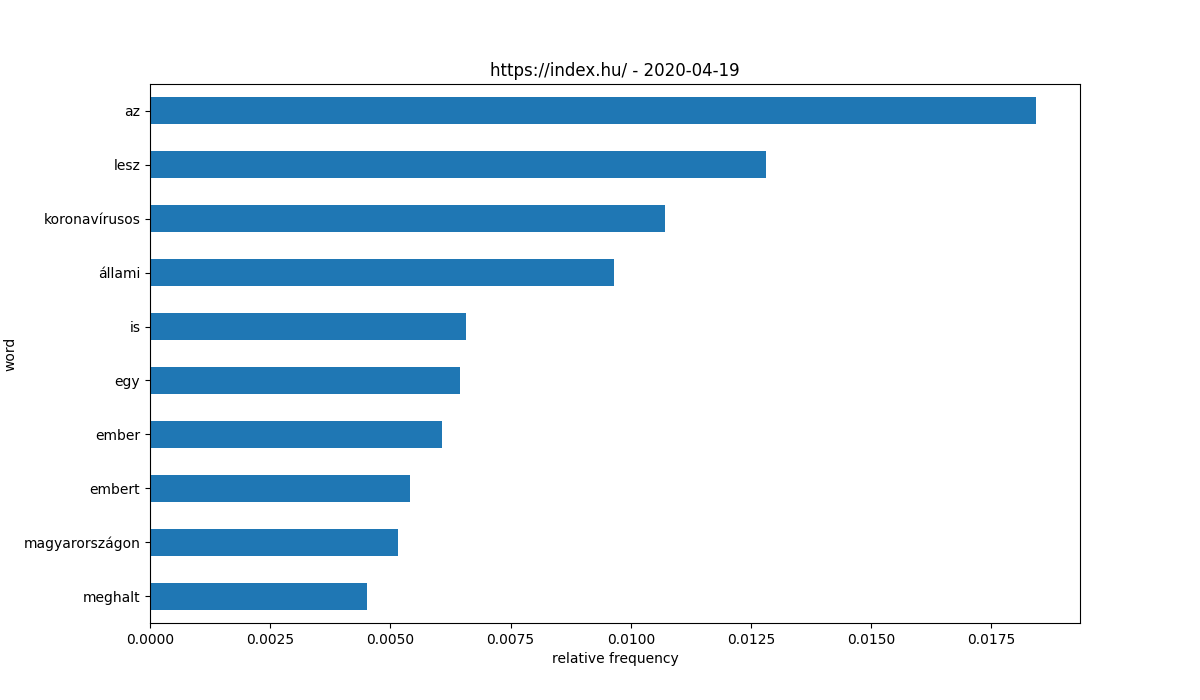 https://index.hu/ - 2020-04-19
az
lesz
koronavírusos
állami
is
egy
ember
embert
magyarországon
meghalt
word
0.0000 0.0025 0.0050 0.0075 0.0100 0.0125 0.0150 0.0175
relative frequency